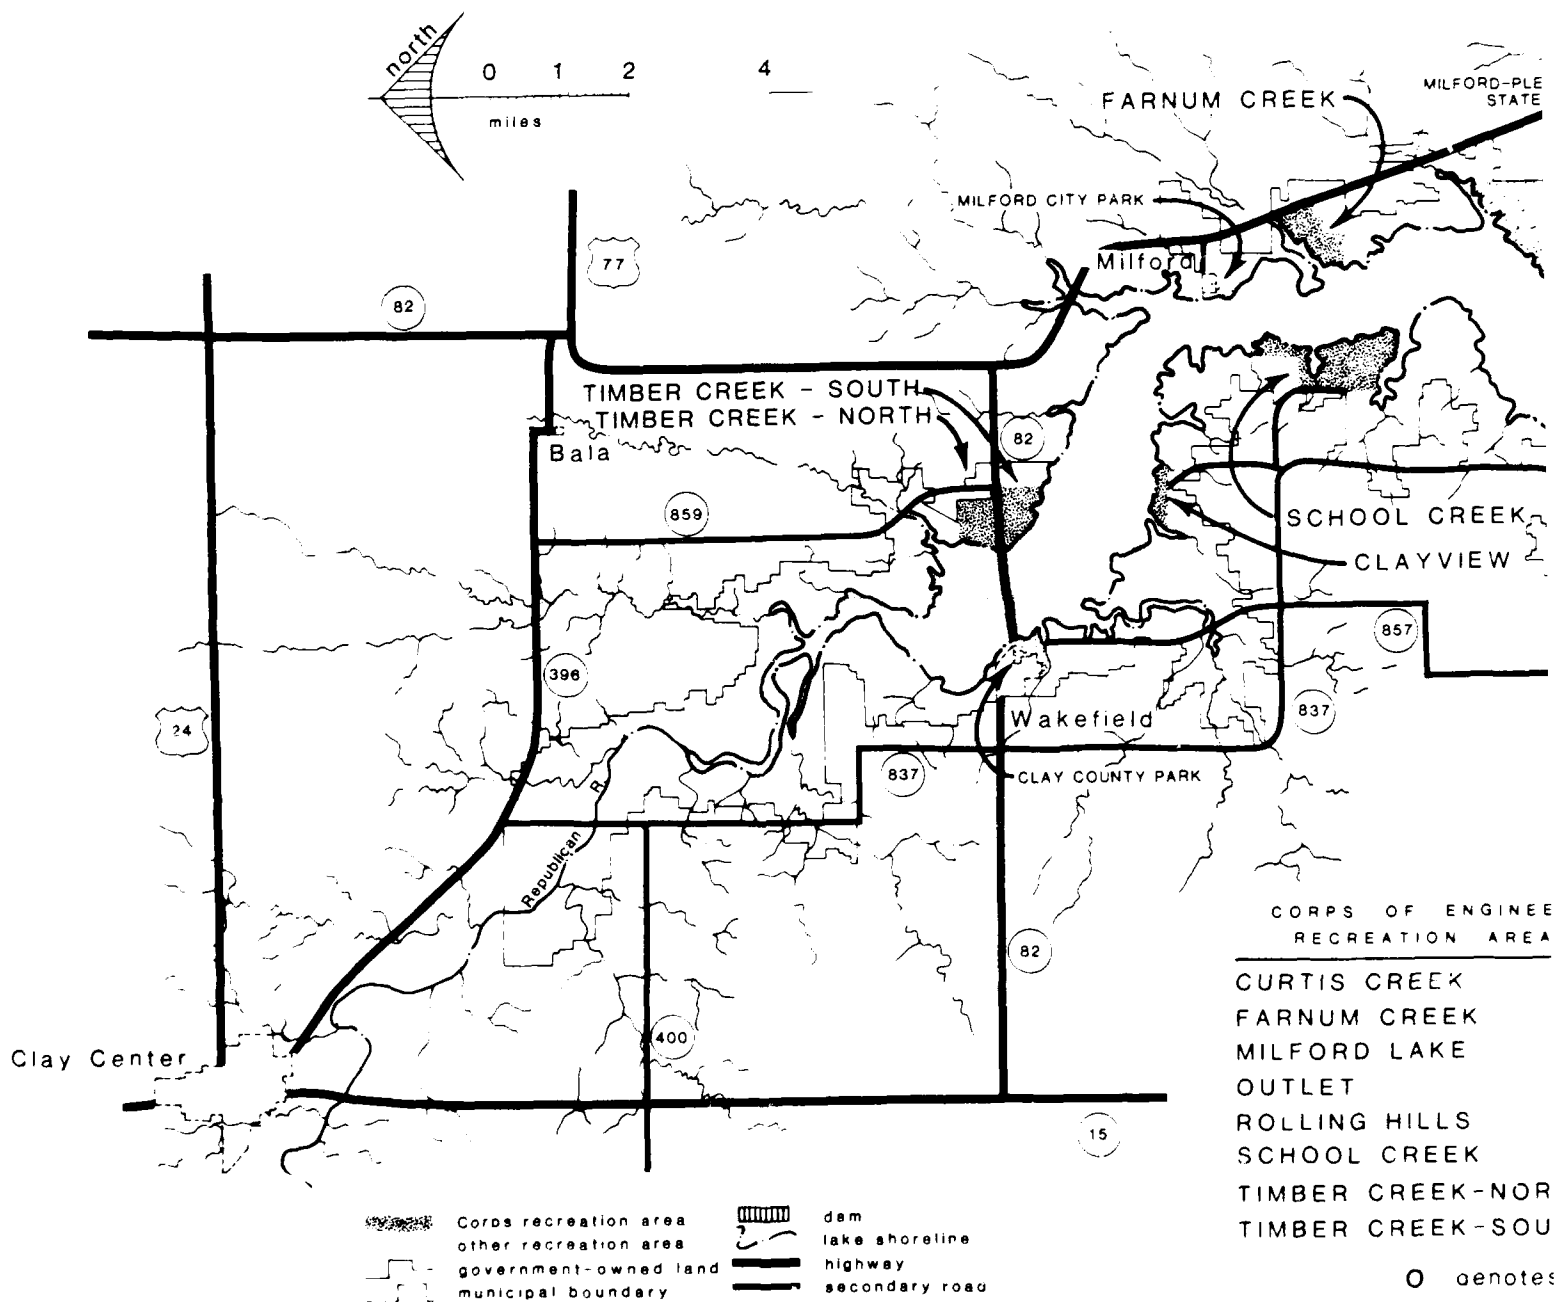 north
0 1 2 4
miles
FARNUM CREEK
MILFORD-PLE
STATE
MILFORD CITY PARK
Milford
77
82
TIMBER CREEK - SOUTH
TIMBER CREEK - NORTH
82
Bala
859
SCHOOL CREEK
CLAYVIEW
857
396
24
837
Wakefield
837
CLAY COUNTY PARK
Republican R.
82
400
Clay Center
15
CORPS OF ENGINEE
RECREATION AREA
CURTIS CREEK
FARNUM CREEK
MILFORD LAKE
OUTLET
ROLLING HILLS
SCHOOL CREEK
TIMBER CREEK-NOR
TIMBER CREEK-SOU
O denotes
Corps recreation area
other recreation area
government-owned land
municipal boundary
dam
lake shoreline
highway
secondary road